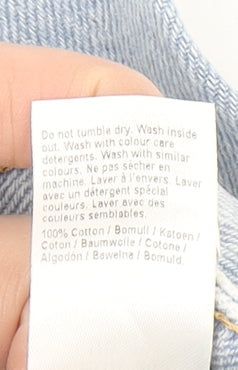 Do not tumble dry. Wash inside
out. Wash with colour care
detergents. Wash with similar
colours. Ne pas sécher en
machine. Laver à l'envers. Laver
avec un détergent spécial
couleurs. Laver avec des
couleurs semblables.
100% Cotton / Bomull / Katoen /
Coton / Baumwolle / Cotone /
Algodón / Bawełna / Bomuld